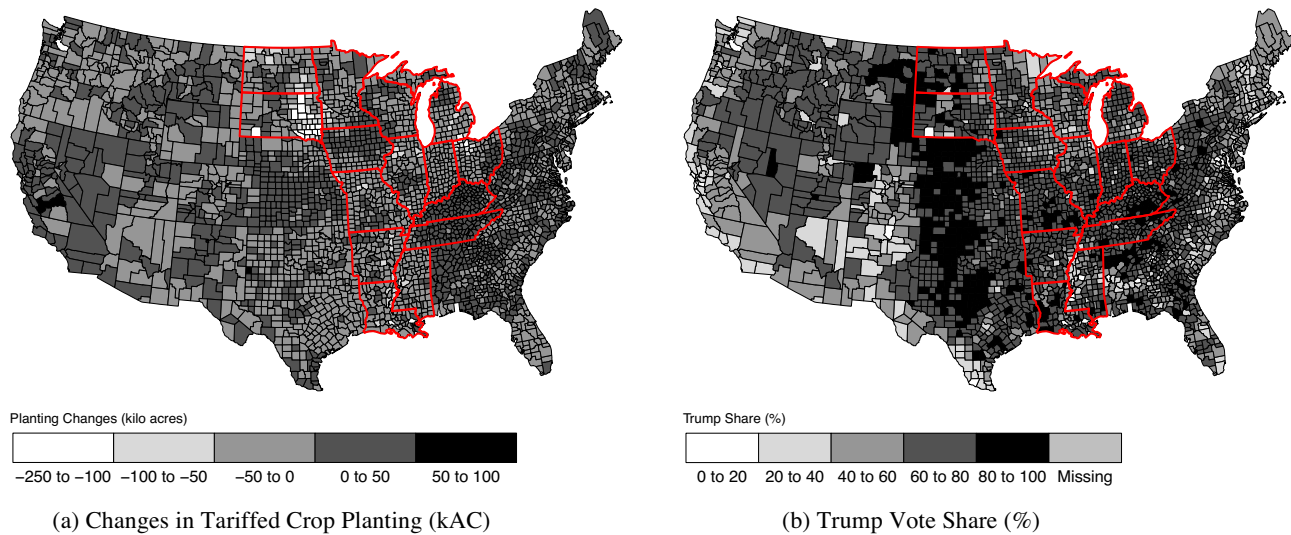 Planting Changes (kilo acres)
−250 to −100 −100 to −50 −50 to 0 0 to 50 50 to 100
(a) Changes in Tariffed Crop Planting (kAC)
Trump Share (%)
0 to 20 20 to 40 40 to 60 60 to 80 80 to 100 Missing
(b) Trump Vote Share (%)